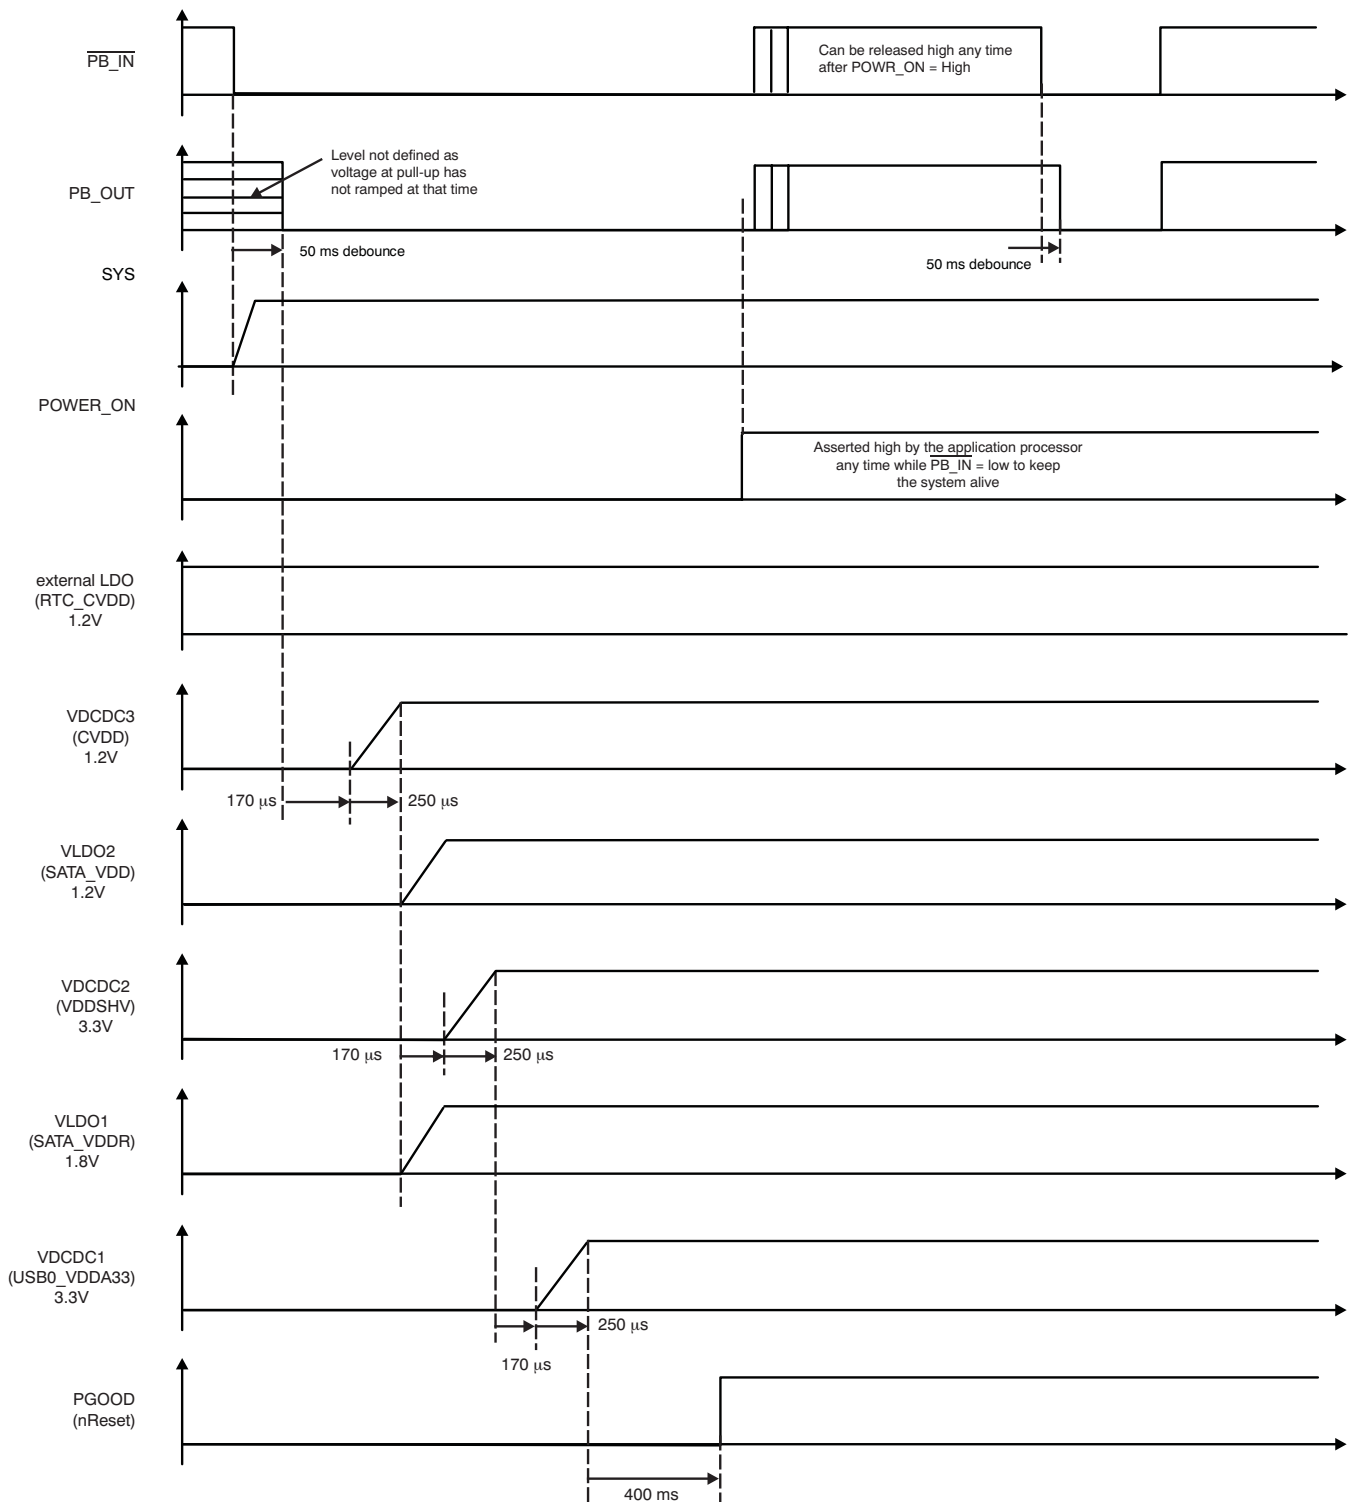 PB_IN
Can be released high any time
after POWR_ON = High
PB_OUT
Level not defined as
voltage at pull-up has
not ramped at that time
50 ms debounce
50 ms debounce
SYS
POWER_ON
Asserted high by the application processor
any time while PB_IN = low to keep
the system alive
external LDO
(RTC_CVDD)
1.2V
VDCDC3
(CVDD)
1.2V
170 µs
250 µs
VLDO2
(SATA_VDD)
1.2V
VDCDC2
(VDDSHV)
3.3V
170 µs
250 µs
VLDO1
(SATA_VDDR)
1.8V
VDCDC1
(USB0_VDDA33)
3.3V
250 µs
170 µs
PGOOD
(nReset)
400 ms